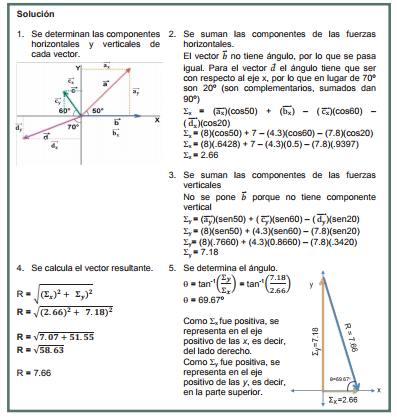 Solución
1. Se determinan las componentes
horizontales y verticales de
cada vector.
Y
X
60°
50°
70°
2. Se suman las componentes de las fuerzas
horizontales.
El vector b⃗ no tiene ángulo, por lo que se pasa
igual. Para el vector d⃗ el ángulo tiene que ser
con respecto al eje x, por lo que en lugar de 70º
son 20º (son complementarios, sumados dan
90º)
Σₓ = (a⃗ₓ)(cos50) + (b⃗ₓ) − (c⃗ₓ)(cos60) −
(d⃗ₓ)(cos20)
Σₓ = (8)(cos50) + 7 – (4.3)(cos60) – (7.8)(cos20)
Σₓ = (8)(.6428) + 7 – (4.3)(0.5) – (7.8)(.9397)
Σₓ = 2.66
3. Se suman las componentes de las fuerzas
verticales
No se pone b⃗ porque no tiene componente
vertical
Σy = (a⃗y)(sen50) + (c⃗y)(sen60) – (d⃗y)(sen20)
Σy = (8)(sen50) + (4.3)(sen60) – (7.8)(sen20)
Σy = (8)(.7660) + (4.3)(0.8660) – (7.8)(.3420)
Σy = 7.18
4. Se calcula el vector resultante.
R = √((Σₓ)² + Σy)²
R = √((2.66)² + 7.18)²
R = √7.07 + 51.55
R = √58.63
R = 7.66
5. Se determina el ángulo.
θ = tan⁻¹(Σy/Σₓ) = tan⁻¹(7.18/2.66)
θ = 69.67º
Como Σₓ fue positiva, se
representa en el eje
positivo de las x, es decir,
del lado derecho.
Como Σy fue positiva, se
representa en el eje
positivo de las y, es decir,
en la parte superior.
y
Σy=7.18
R = 7.66
θ=69.67º
x
Σₓ=2.66